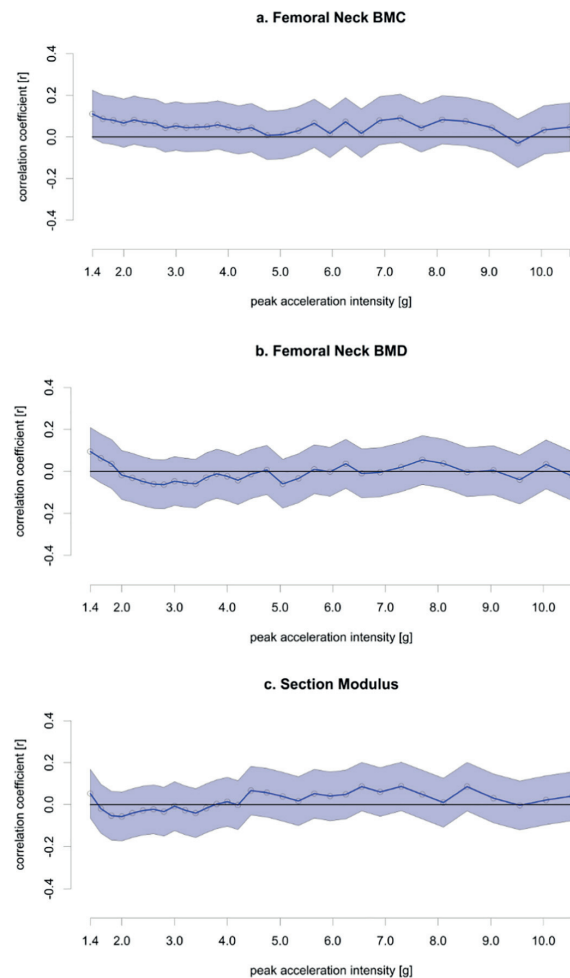 a. Femoral Neck BMC
correlation coefficient [r]
0.4
0.2
0.0
-0.2
-0.4
1.4 2.0 3.0 4.0 5.0 6.0 7.0 8.0 9.0 10.0
peak acceleration intensity [g]
b. Femoral Neck BMD
correlation coefficient [r]
0.4
0.2
0.0
-0.2
-0.4
1.4 2.0 3.0 4.0 5.0 6.0 7.0 8.0 9.0 10.0
peak acceleration intensity [g]
c. Section Modulus
correlation coefficient [r]
0.4
0.2
0.0
-0.2
-0.4
1.4 2.0 3.0 4.0 5.0 6.0 7.0 8.0 9.0 10.0
peak acceleration intensity [g]